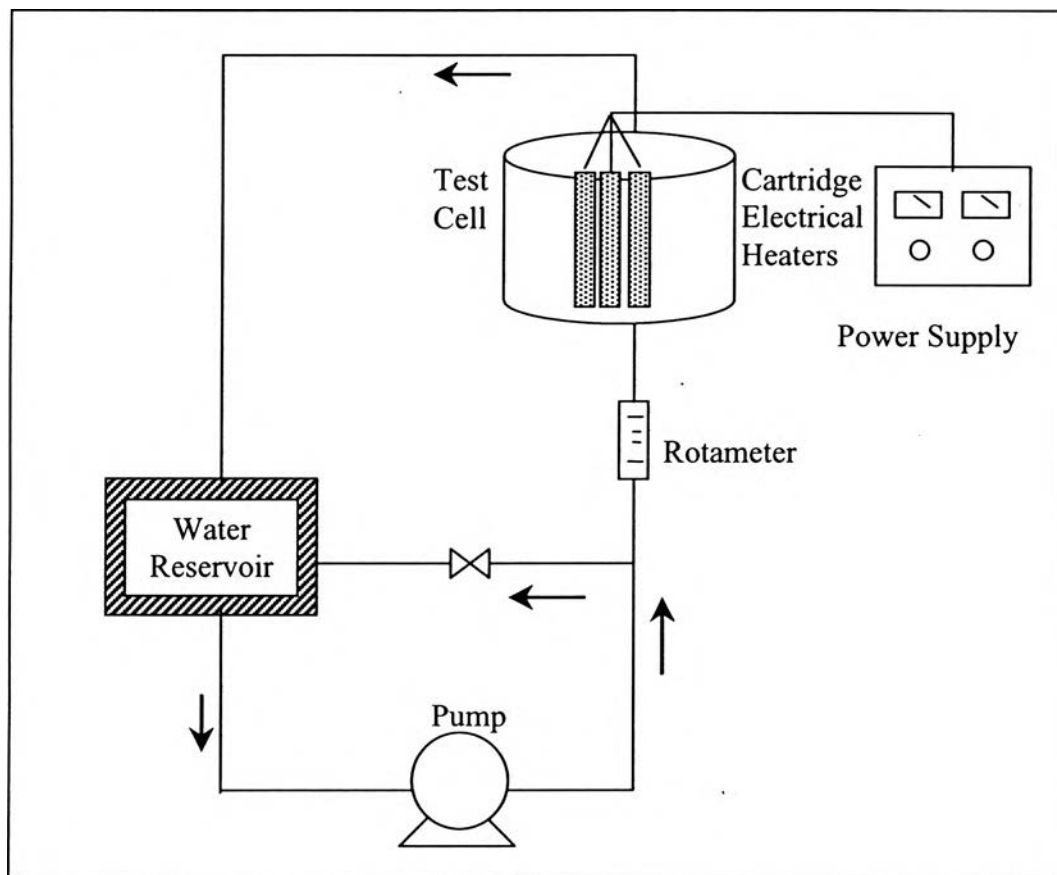 Test
Cell
Cartridge
Electrical
Heaters
Power Supply
Rotameter
Water
Reservoir
Pump